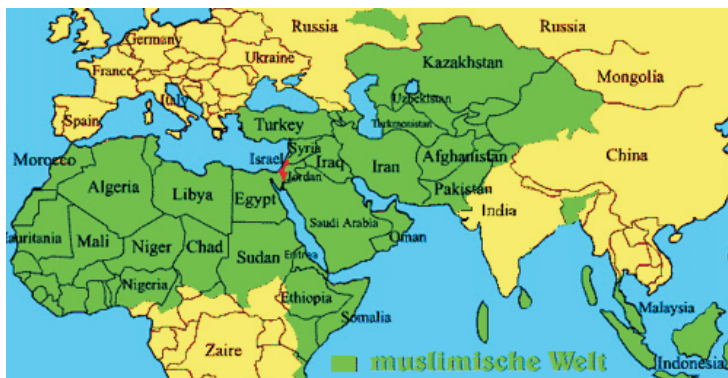 Russia
Russia
Germany
Ukraine
Kazakhstan
France
Mongolia
Italy
Uzbekistan
Spain
Turkey
Turkmenistan
Syria
China
Morocco
Israel
Iraq
Iran
Afghanistan
Jordan
Algeria
Libya
Egypt
Pakistan
India
Saudi Arabia
Mauritania
Mali
Niger
Chad
Oman
Sudan
Eritrea
Nigeria
Ethiopia
Somalia
Malaysia
Zaire
muslimische Welt
Indonesia